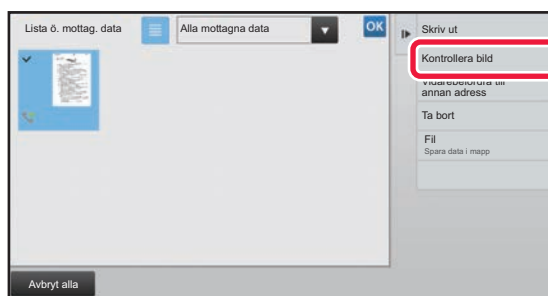 Lista ö. mottag. data
Alla mottagna data
OK
Skriv ut
Kontrollera bild
Vidarebefordra till
annan adress
Ta bort
Fil
Spara data i mapp
Avbryt alla